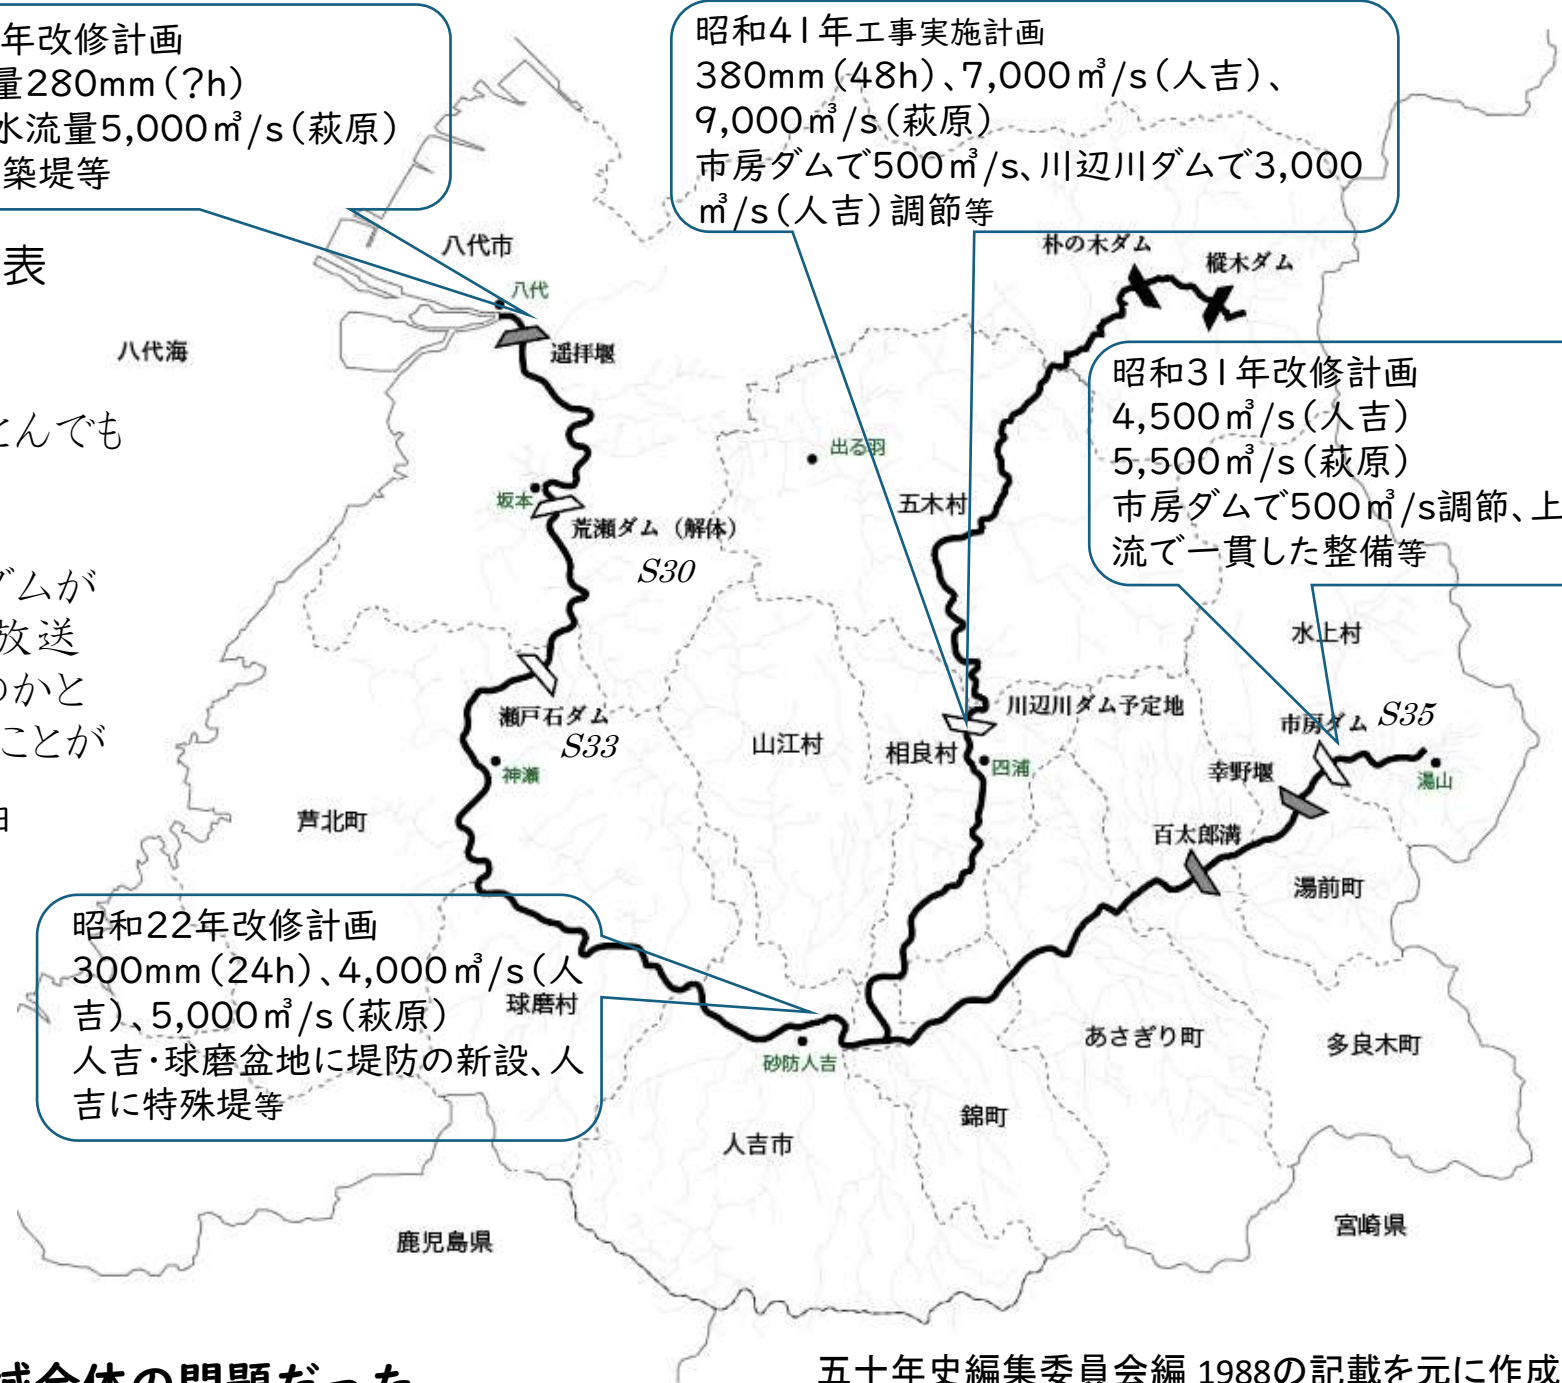 年改修計画
量280mm(?h)
水流量5,000㎥/s(萩原)
築堤等
昭和41年工事実施計画
380mm(48h)、7,000㎥/s(人吉)、
9,000㎥/s(萩原)
市房ダムで500㎥/s、川辺川ダムで3,000
㎥/s(人吉)調節等
表
八代市
八代
八代海
遥拝堰
朴の木ダム
樅木ダム
昭和31年改修計画
4,500㎥/s(人吉)
5,500㎥/s(萩原)
市房ダムで500㎥/s調節、上
流で一貫した整備等
とんでも
出る羽
坂本
五木村
荒瀬ダム(解体)
S30
ダムが
放送
のかと
ことが
日
水上村
川辺川ダム予定地
瀬戸石ダム
S33
市房ダム
S35
山江村
相良村
四浦
神瀬
幸野堰
湯山
芦北町
百太郎溝
湯前町
昭和22年改修計画
300mm(24h)、4,000㎥/s(人
吉)、5,000㎥/s(萩原)
人吉・球磨盆地に堤防の新設、人
吉に特殊堤等
球磨村
砂防人吉
あさぎり町
多良木町
錦町
人吉市
鹿児島県
宮崎県
域全体の問題だった
五十年史編集委員会編 1988の記載を元に作成